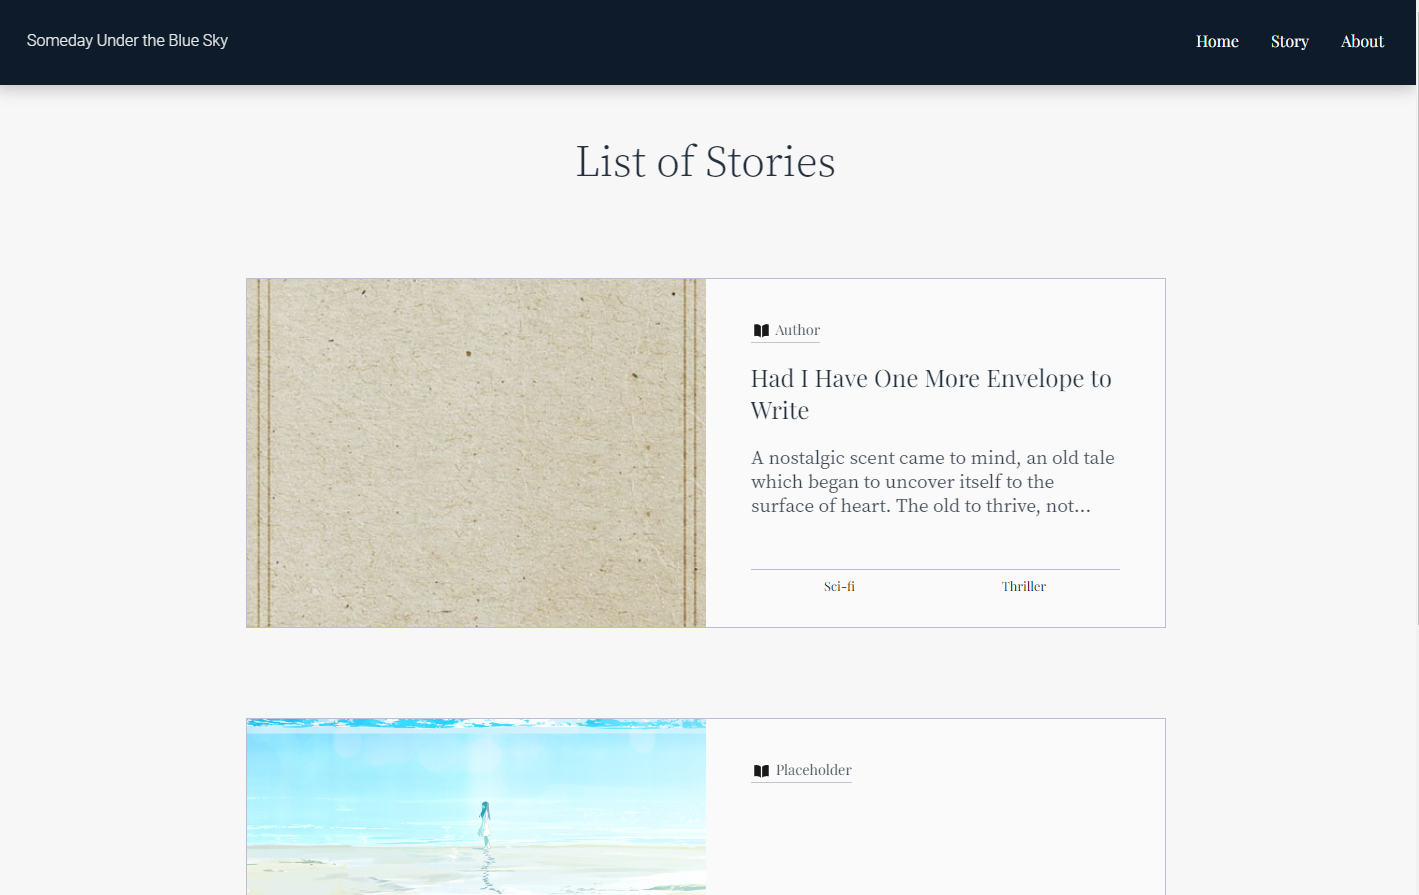 Someday Under the Blue Sky
Home Story About
List of Stories
Author
Had I Have One More Envelope to
Write
A nostalgic scent came to mind, an old tale
which began to uncover itself to the
surface of heart. The old to thrive, not...
Sci-fi Thriller
Placeholder